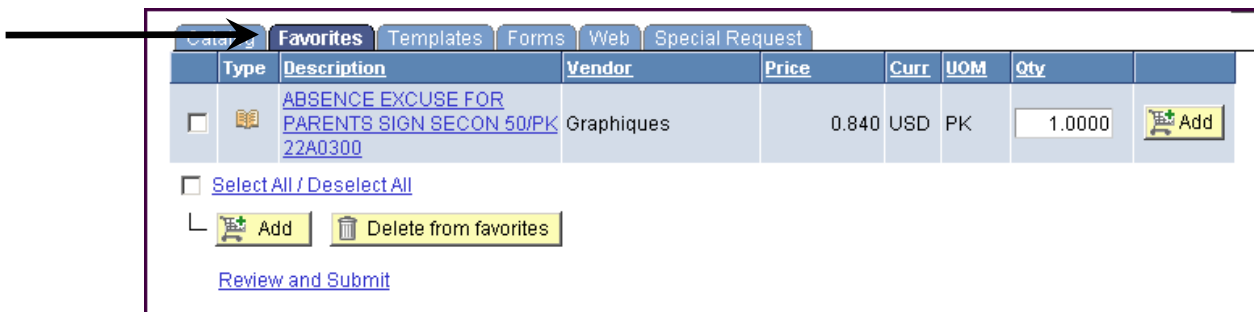 Catalog Favorites Templates Forms Web Special Request
Type Description Vendor Price Curr UOM Qty
ABSENCE EXCUSE FOR
PARENTS SIGN SECON 50/PK Graphiques 0.840 USD PK 1.0000 Add
22A0300
Select All / Deselect All
Add Delete from favorites
Review and Submit